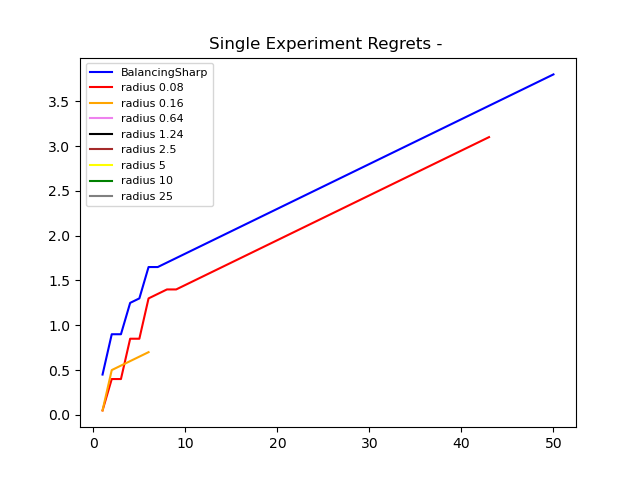 Single Experiment Regrets -
BalancingSharp
radius 0.08
radius 0.16
radius 0.64
radius 1.24
radius 2.5
radius 5
radius 10
radius 25
3.5
3.0
2.5
2.0
1.5
1.0
0.5
0.0
0 10 20 30 40 50